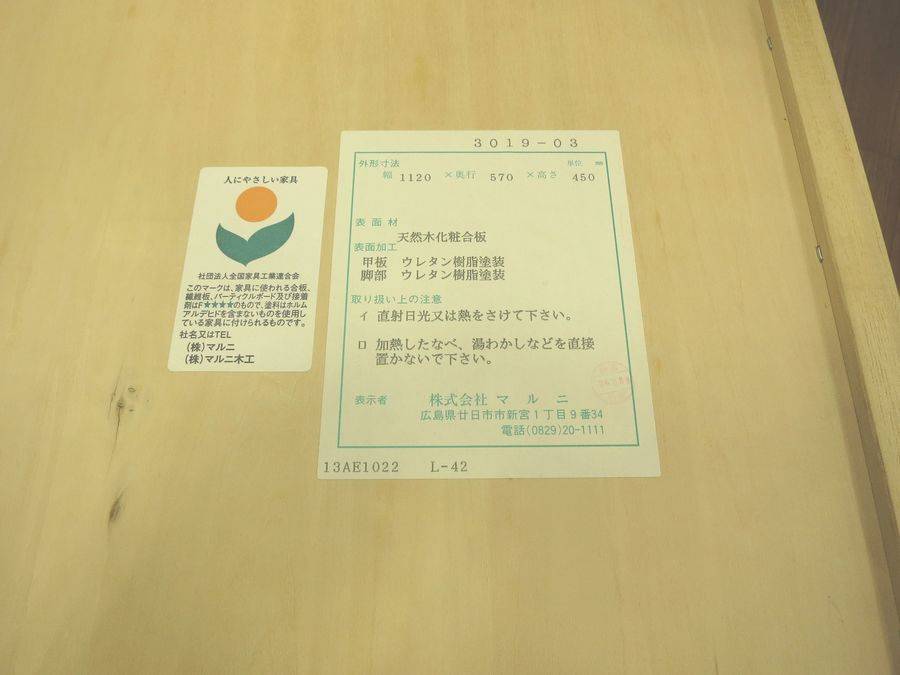 人にやさしい家具
社団法人全国家具工業連合会
このマークは、家具に使われる合板、
繊維板、パーティクルボード及び接着
剤はF★★★★のもので、塗料はホルム
アルデヒドを含まないものを使用し
ている家具に付けられるものです。
社名又はTEL
(株)マルニ
(株)マルニ木工
3019-03
外形寸法 単位 mm
幅 1120 ×奥行 570 ×高さ 450
表面材
天然木化粧合板
表面加工
甲板 ウレタン樹脂塗装
脚部 ウレタン樹脂塗装
取り扱い上の注意
イ 直射日光又は熱をさけて下さい。
ロ 加熱したなべ、湯わかしなどを直接
置かないで下さい。
表示者 株式会社 マルニ
広島県廿日市市新宮1丁目9番34
電話(0829)20-1111
13AE1022 L-42